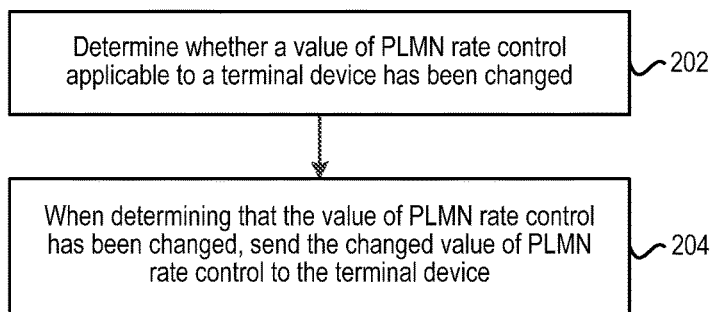 Determine whether a value of PLMN rate control
applicable to a terminal device has been changed
202
When determining that the value of PLMN rate control
has been changed, send the changed value of PLMN
rate control to the terminal device
204